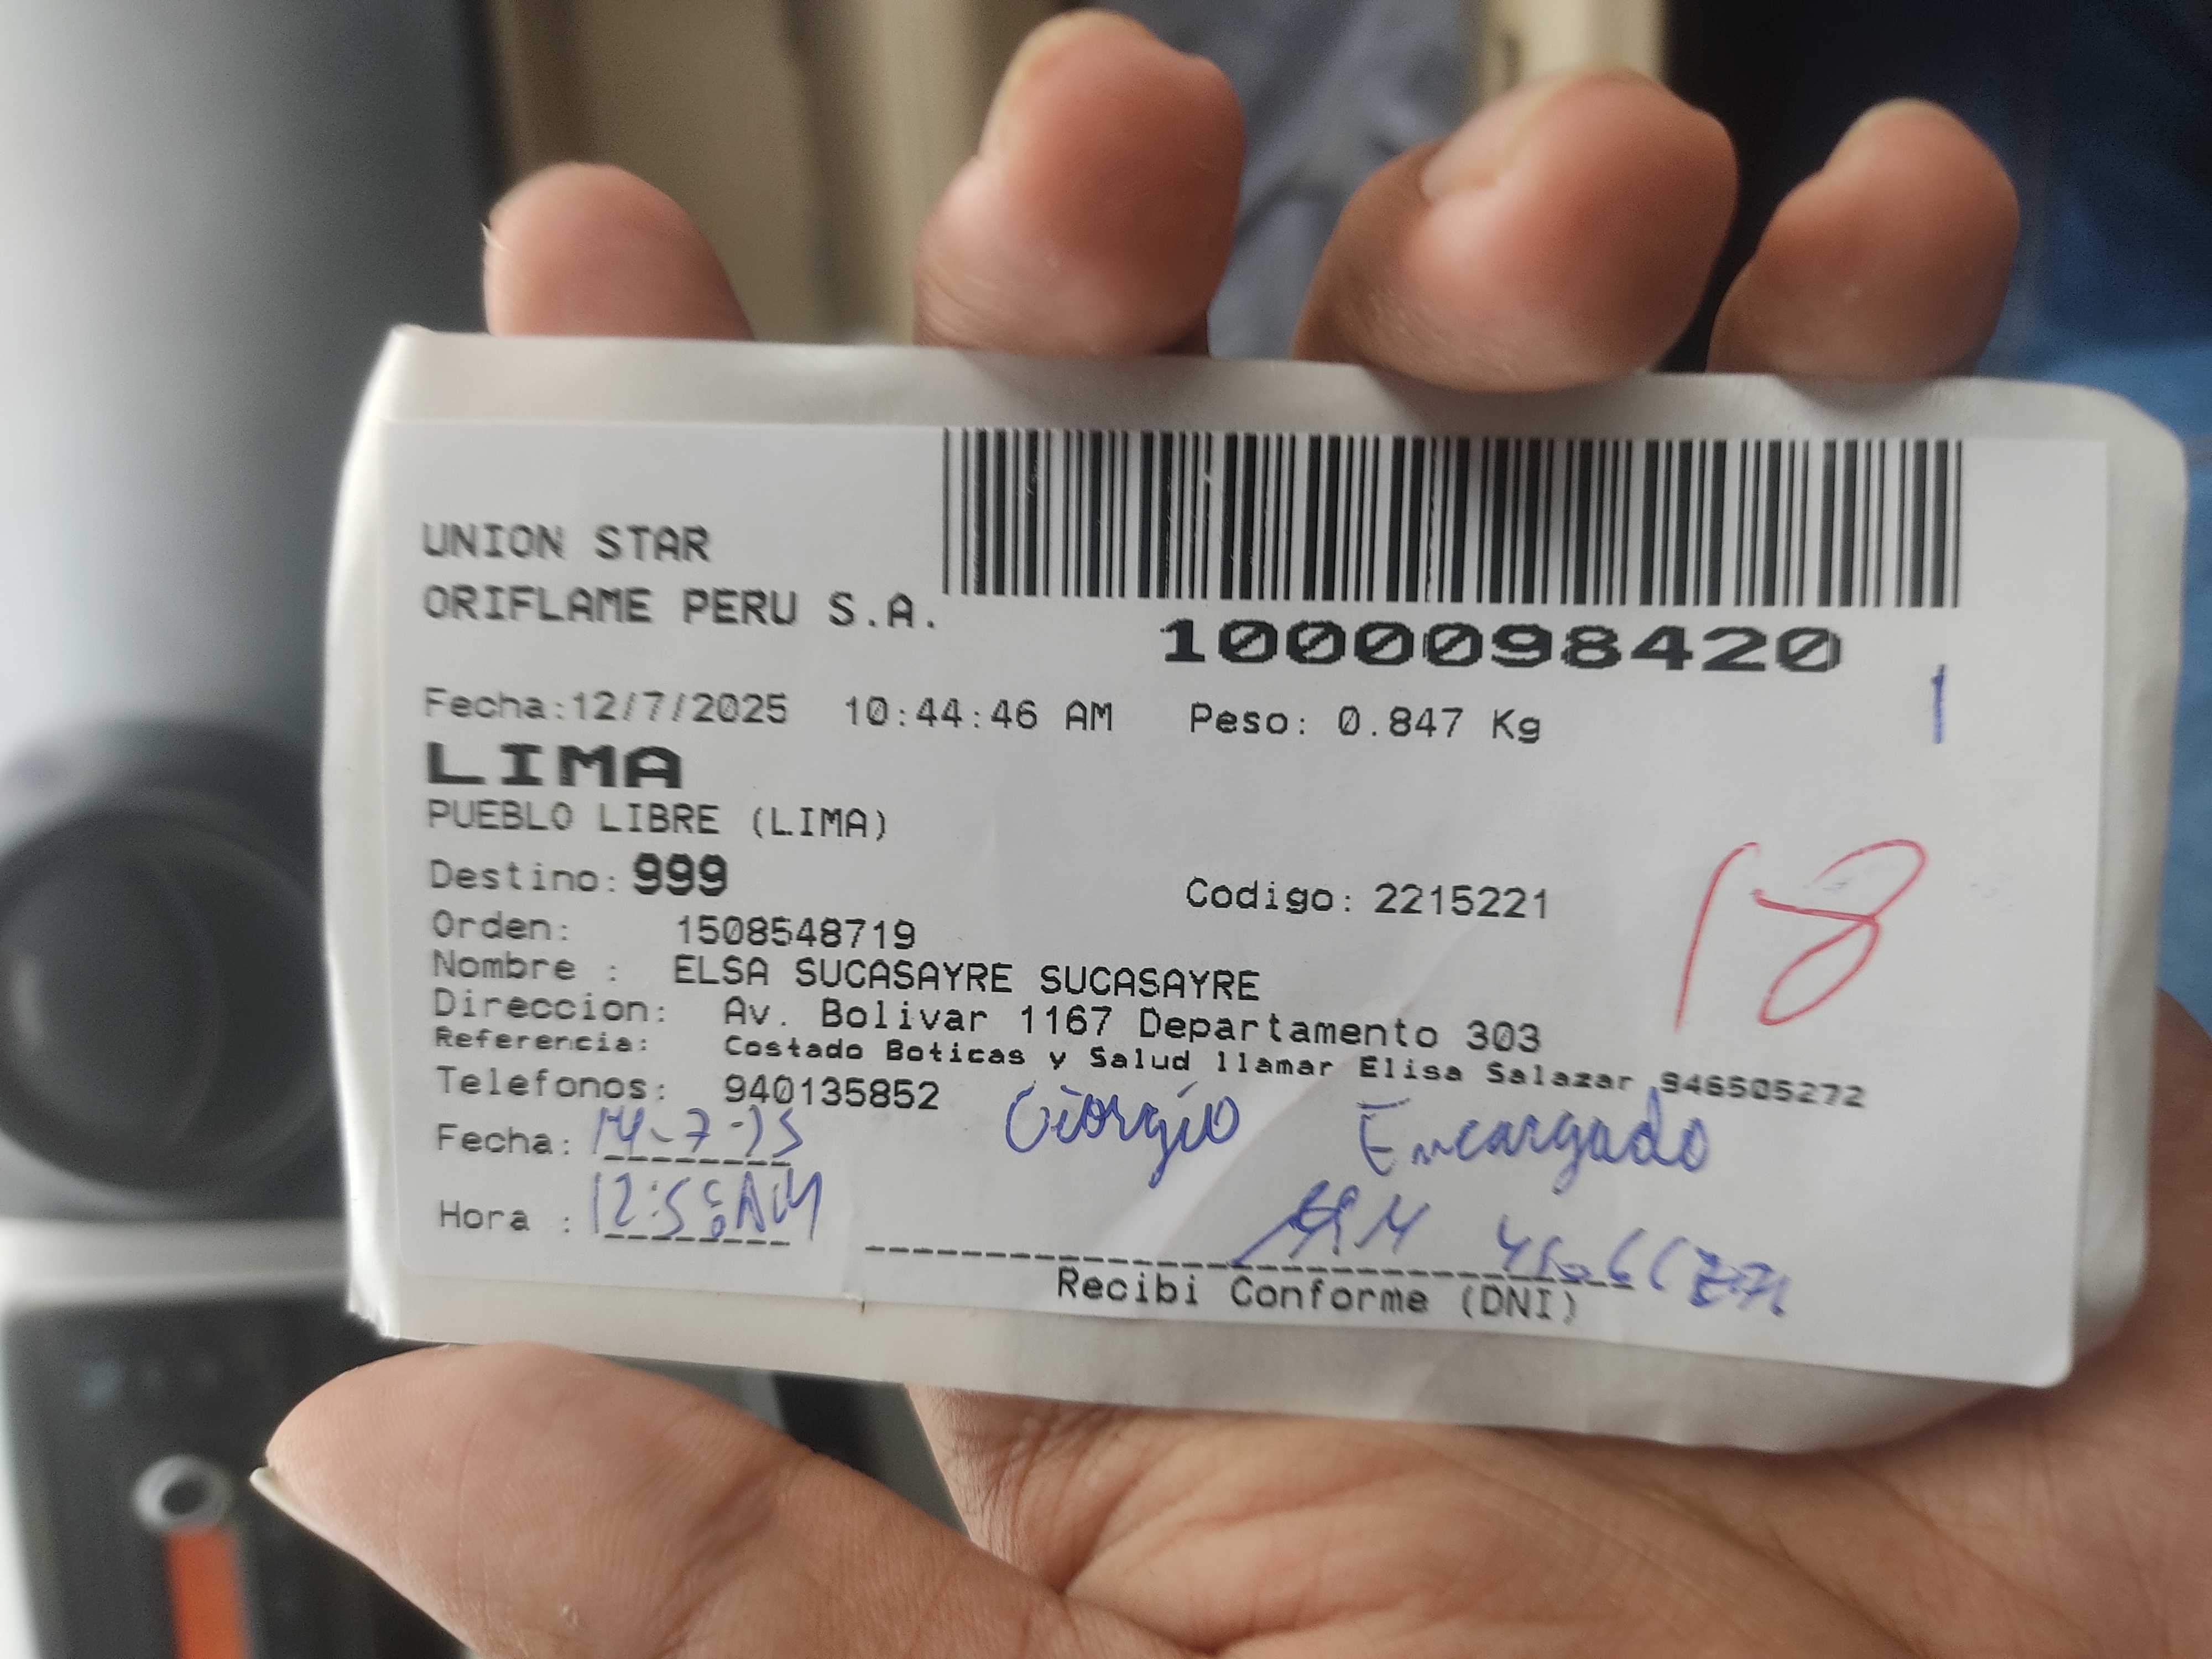 UNION STAR
ORIFLAME PERU S.A.
1000098420
Fecha:12/7/2025 10:44:46 AM Peso: 0.847 Kg
1
LIMA
PUEBLO LIBRE (LIMA)
Destino: 999
Codigo: 2215221
18
Orden: 1508548719
Nombre : ELSA SUCASAYRE SUCASAYRE
Direccion: Av. Bolivar 1167 Departamento 303
Referencia: Costado Boticas y Salud llamar Elisa Salazar 946505272
Telefonos: 940135852
Giorgio Encargado
Fecha: 14-7-25
Hora :
Recibi Conforme (DNI)